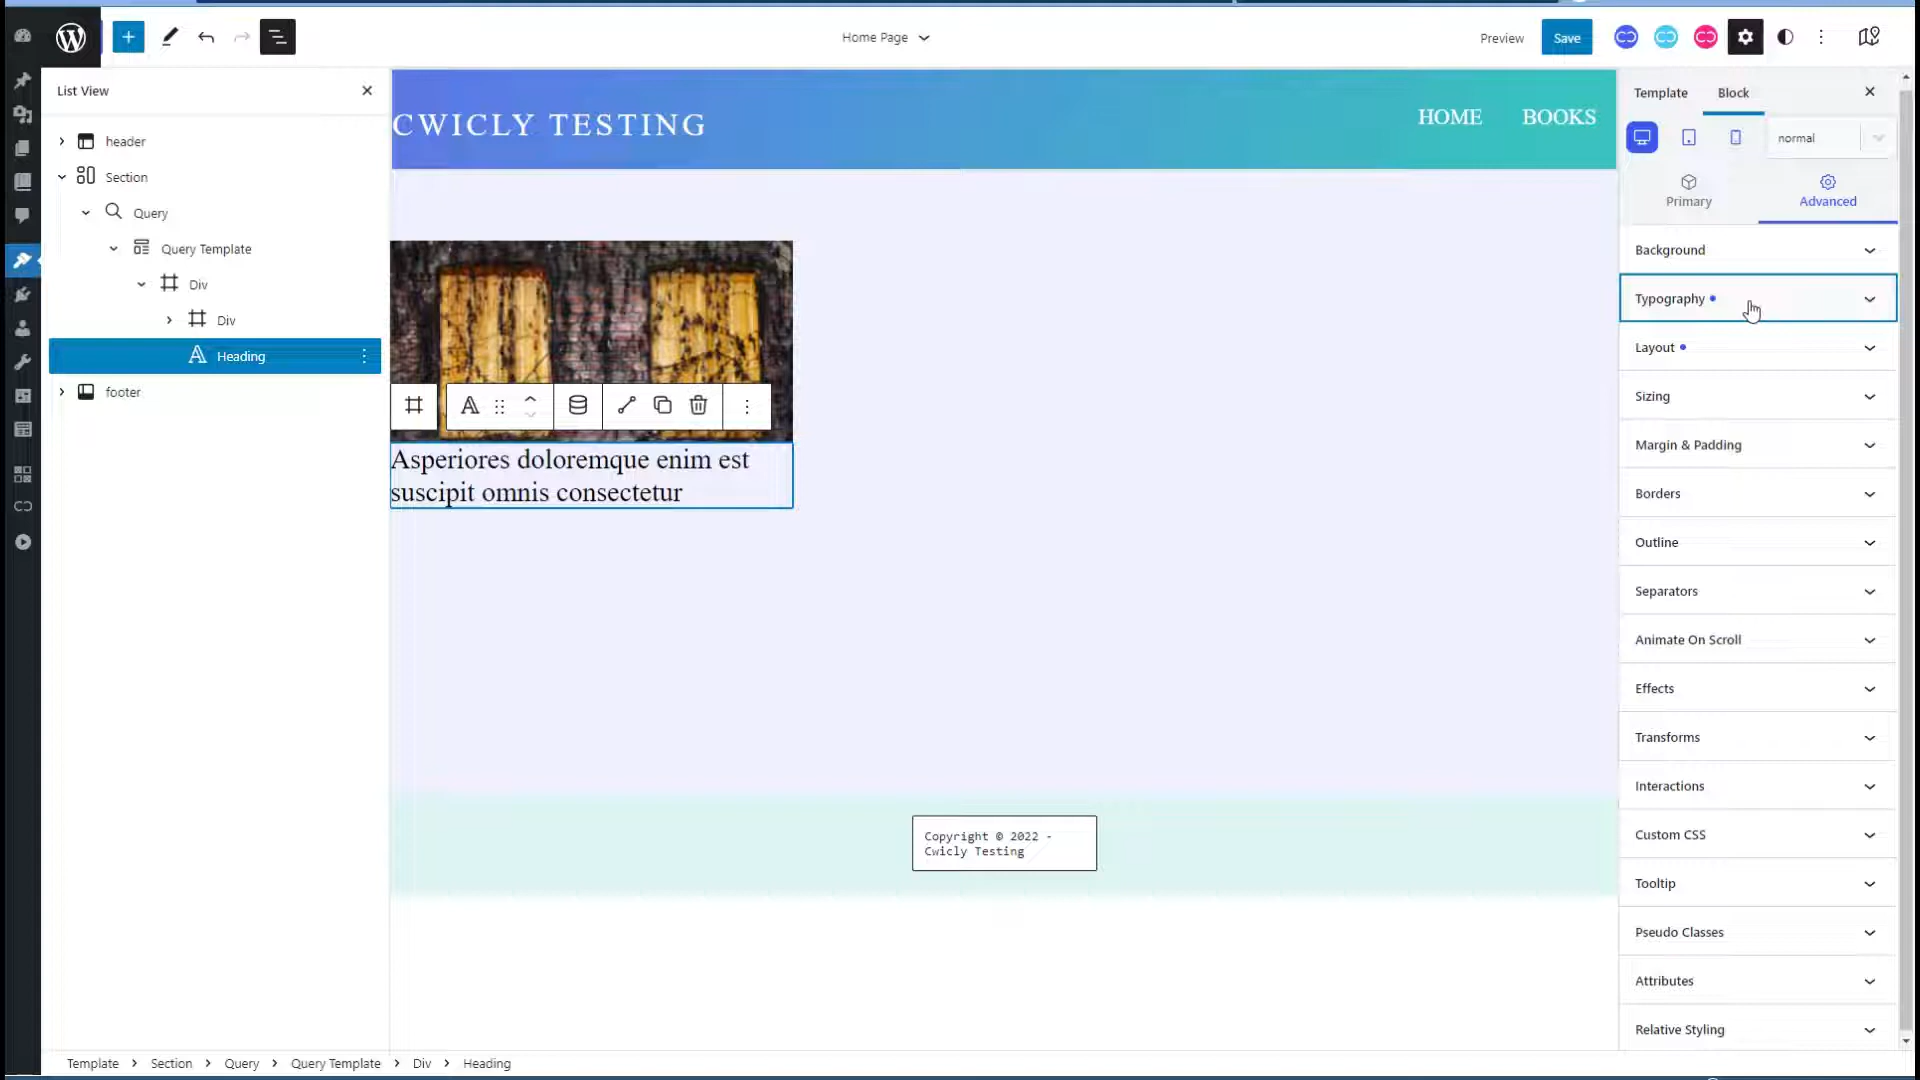 Home Page
Preview
Save
List View
header
Section
Query
Query Template
Div
Div
Heading
footer
CWICLY TESTING
HOME
BOOKS
Asperiores doloremque enim est
suscipit omnis consectetur
Copyright © 2022 -
Cwicly Testing
Template
Block
normal
Primary
Advanced
Background
Typography
Layout
Sizing
Margin & Padding
Borders
Outline
Separators
Animate On Scroll
Effects
Transforms
Interactions
Custom CSS
Tooltip
Pseudo Classes
Attributes
Relative Styling
Template > Section > Query > Query Template > Div > Heading